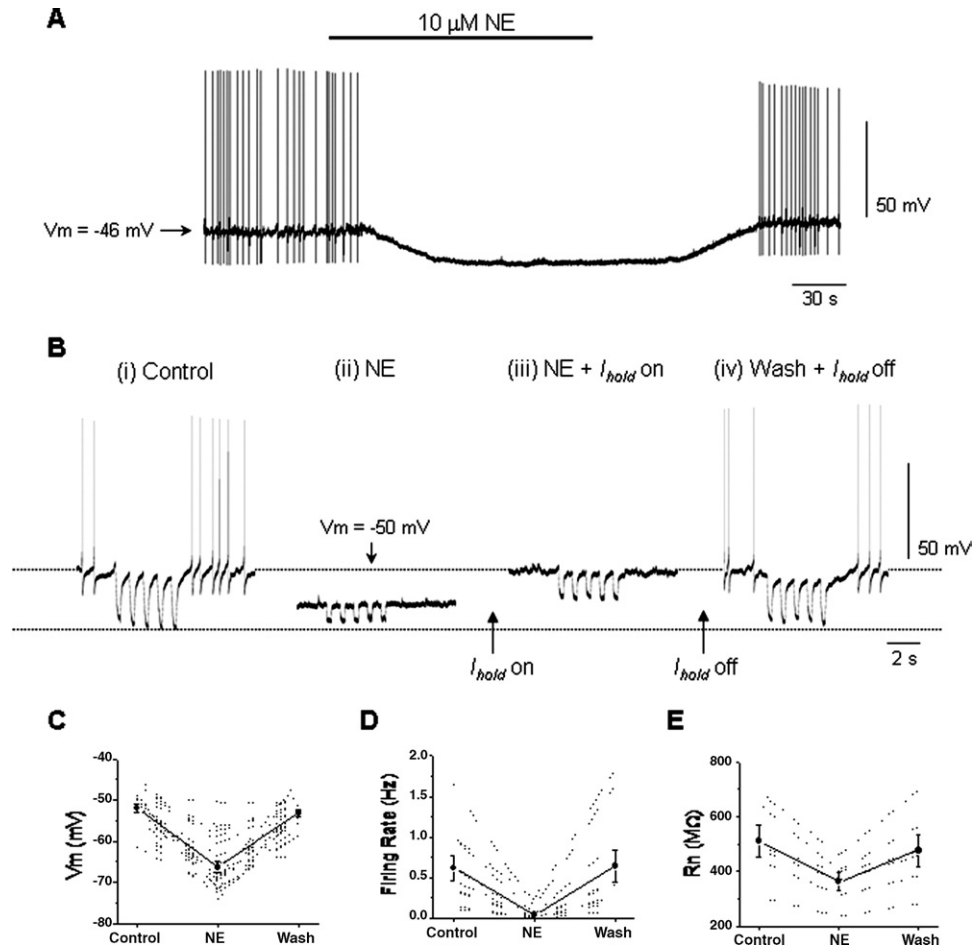 A
10 µM NE
Vm = -46 mV
50 mV
30 s
B
(i) Control
(ii) NE
(iii) NE + Ihold on
(iv) Wash + Ihold off
Vm = -50 mV
50 mV
Ihold on
Ihold off
2 s
C
Vm (mV)
-40
-50
-60
-70
-80
Control NE Wash
D
Firing Rate (Hz)
2.0
1.5
1.0
0.5
0.0
Control NE Wash
E
Rn (MΩ)
800
600
400
200
Control NE Wash